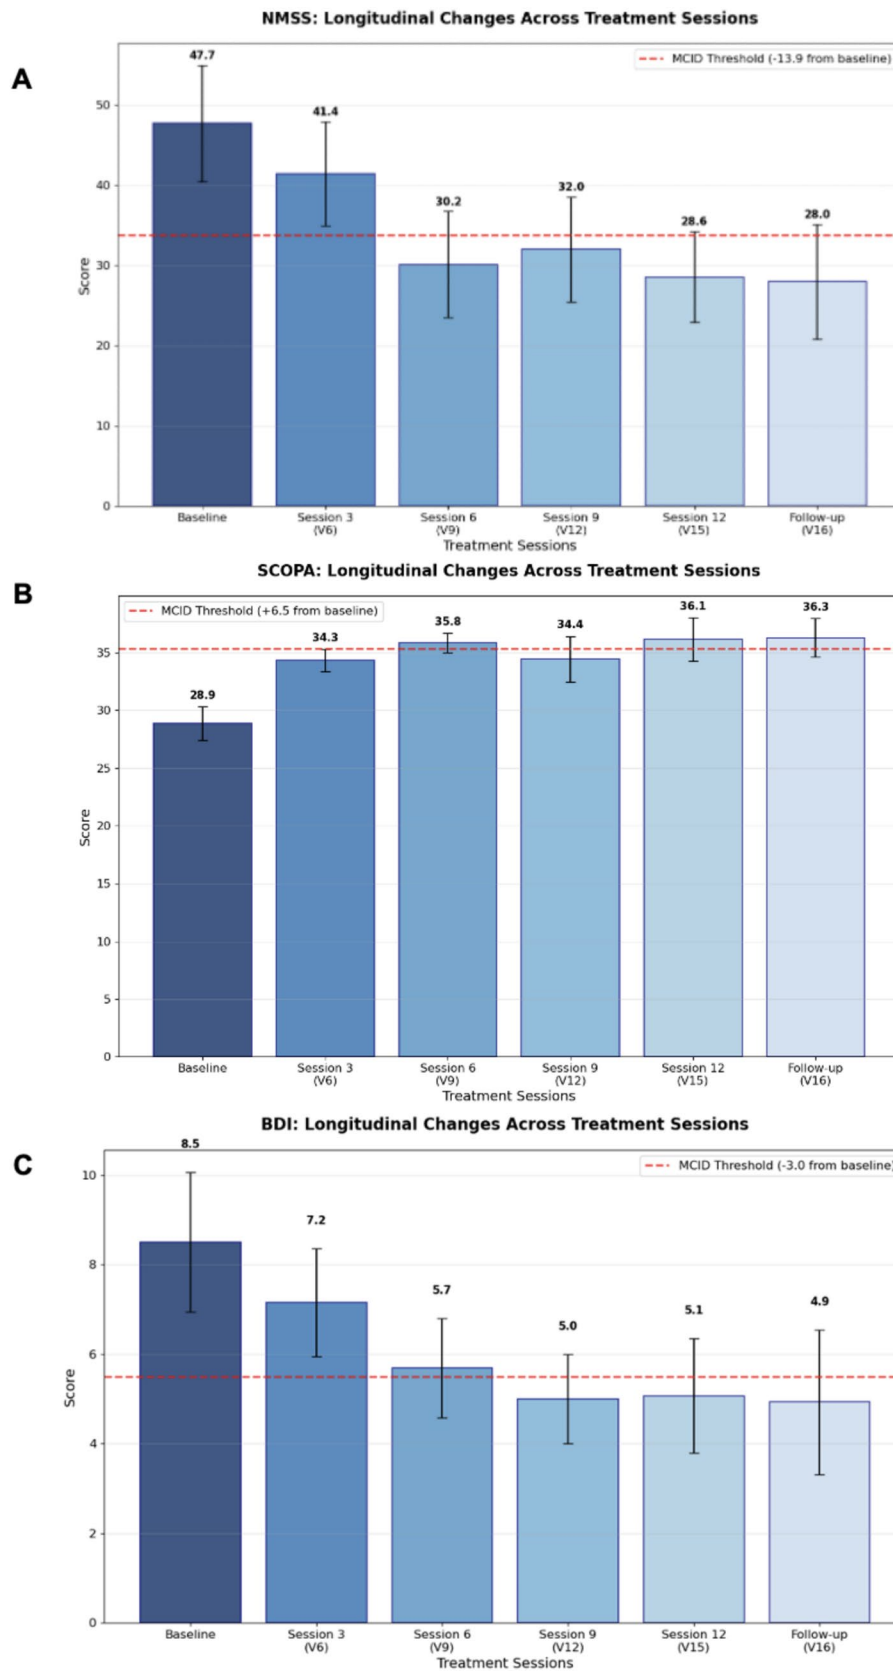 NMSS: Longitudinal Changes Across Treatment Sessions
A
MCID Threshold (-13.9 from baseline)
47.7
41.4
30.2
32.0
28.6
28.0
50
40
30
20
10
0
Score
Baseline
Session 3
(V6)
Session 6
(V9)
Session 9
(V12)
Session 12
(V15)
Follow-up
(V16)
Treatment Sessions
SCOPA: Longitudinal Changes Across Treatment Sessions
B
MCID Threshold (+6.5 from baseline)
28.9
34.3
35.8
34.4
36.1
36.3
35
30
25
20
15
10
5
0
Score
Baseline
Session 3
(V6)
Session 6
(V9)
Session 9
(V12)
Session 12
(V15)
Follow-up
(V16)
Treatment Sessions
BDI: Longitudinal Changes Across Treatment Sessions
C
MCID Threshold (-3.0 from baseline)
8.5
7.2
5.7
5.0
5.1
4.9
10
8
6
4
2
0
Score
Baseline
Session 3
(V6)
Session 6
(V9)
Session 9
(V12)
Session 12
(V15)
Follow-up
(V16)
Treatment Sessions